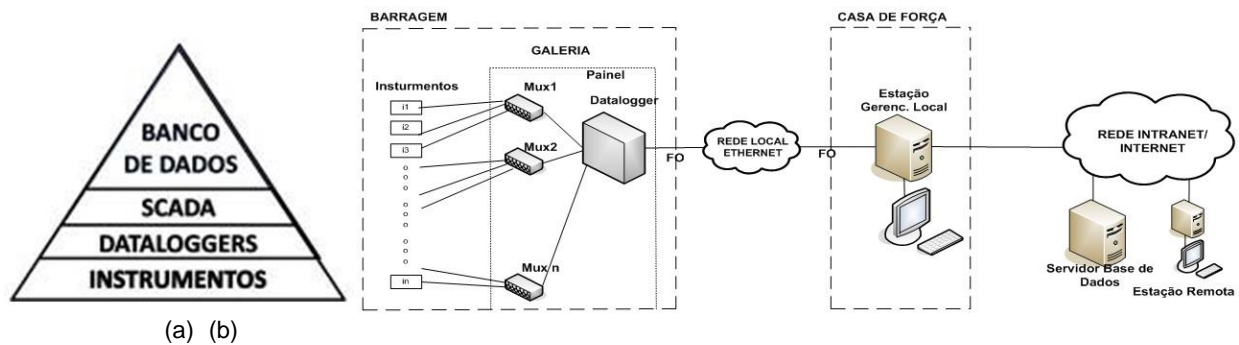 BANCO
DE DADOS
SCADA
DATALOGGERS
INSTRUMENTOS
(a) (b)
BARRAGEM
GALERIA
Insturmentos
i1
i2
i3
in
Mux1
Mux2
Mux n
Painel
Datalogger
FO
REDE LOCAL
ETHERNET
FO
CASA DE FORÇA
Estação
Gerenc. Local
REDE INTRANET/
INTERNET
Servidor Base de
Dados
Estação Remota